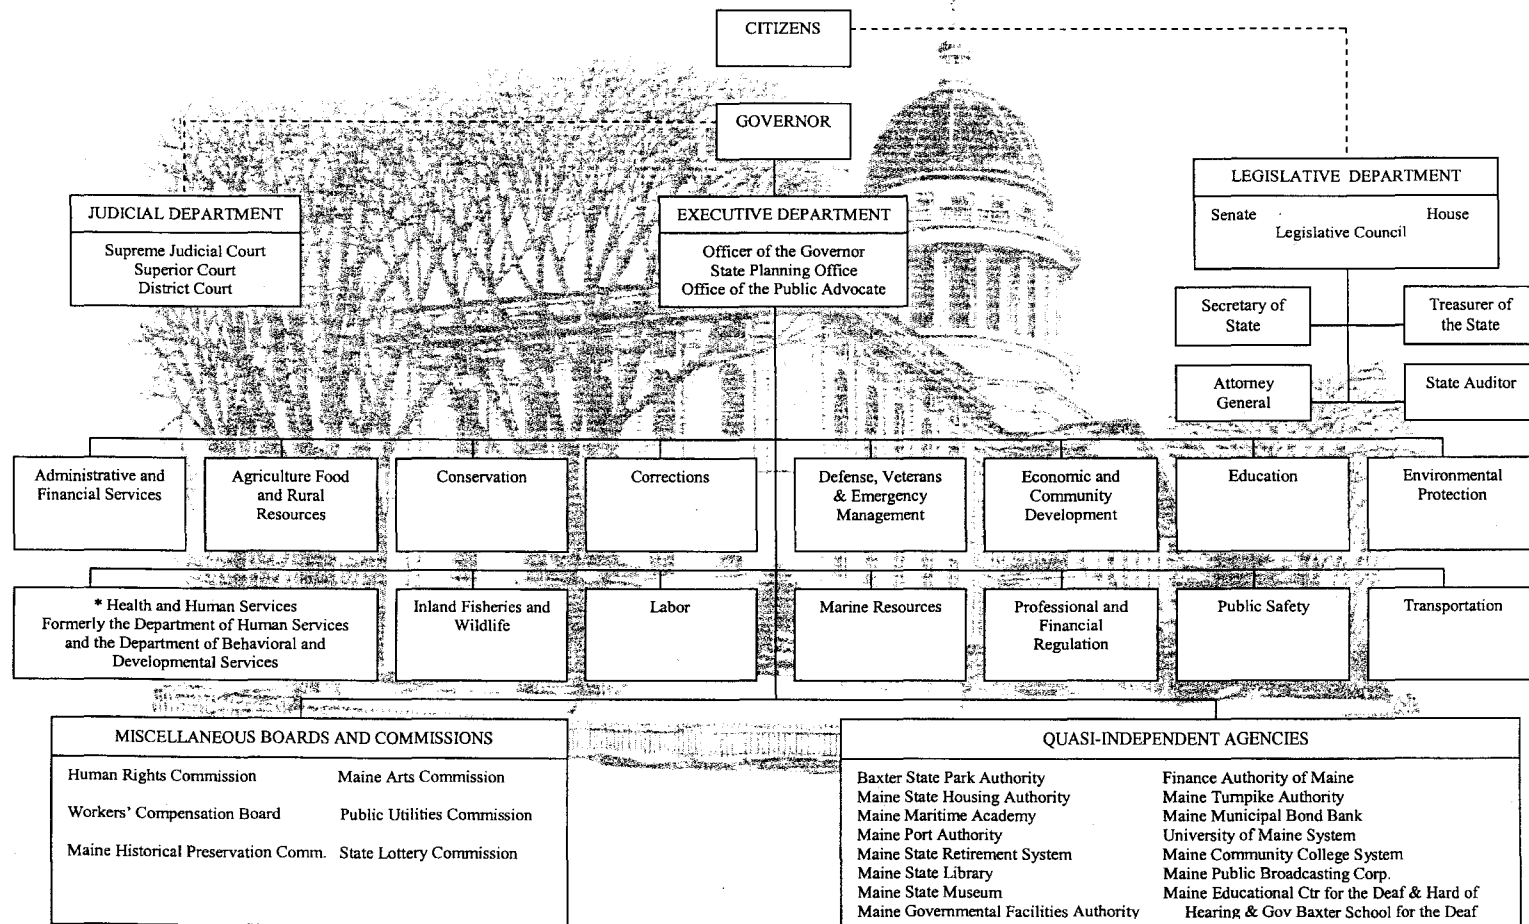 CITIZENS
GOVERNOR
JUDICIAL DEPARTMENT
Supreme Judicial Court
Superior Court
District Court
EXECUTIVE DEPARTMENT
Officer of the Governor
State Planning Office
Office of the Public Advocate
LEGISLATIVE DEPARTMENT
Senate House
Legislative Council
Secretary of
State
Treasurer of
the State
Attorney
General
State Auditor
Administrative and
Financial Services
Agriculture Food
and Rural
Resources
Conservation
Corrections
Defense, Veterans
& Emergency
Management
Economic and
Community
Development
Education
Environmental
Protection
* Health and Human Services
Formerly the Department of Human Services
and the Department of Behavioral and
Developmental Services
Inland Fisheries and
Wildlife
Labor
Marine Resources
Professional and
Financial
Regulation
Public Safety
Transportation
MISCELLANEOUS BOARDS AND COMMISSIONS
Human Rights Commission Maine Arts Commission
Workers' Compensation Board Public Utilities Commission
Maine Historical Preservation Comm. State Lottery Commission
QUASI-INDEPENDENT AGENCIES
Baxter State Park Authority
Maine State Housing Authority
Maine Maritime Academy
Maine Port Authority
Maine State Retirement System
Maine State Library
Maine State Museum
Maine Governmental Facilities Authority
Finance Authority of Maine
Maine Turnpike Authority
Maine Municipal Bond Bank
University of Maine System
Maine Community College System
Maine Public Broadcasting Corp.
Maine Educational Ctr for the Deaf & Hard of
Hearing & Gov Baxter School for the Deaf